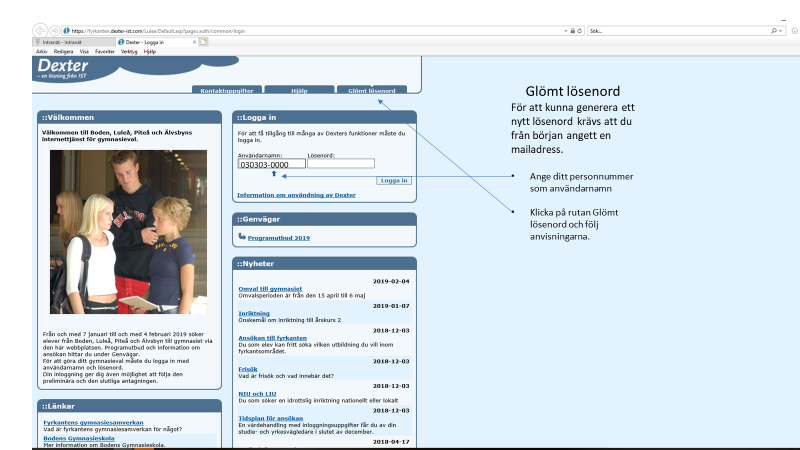 https://fyrkanten.dexter-ist.com/Lulea/Default.asp?page=auth/common/login
Sök...
Intranät - Intranät
Dexter - Logga in
Arkiv Redigera Visa Favoriter Verktyg Hjälp
Dexter
– en lösning från IST
Kontaktuppgifter
Hjälp
Glömt lösenord
::Välkommen
Välkommen till Boden, Luleå, Piteå och Älvsbyns
internettjänst för gymnasieval.
Från och med 7 januari till och med 4 februari 2019 söker
elever från Boden, Luleå, Piteå och Älvsbyn till gymnasiet via
den här webbplatsen. Programutbud och information om
ansökan hittar du under Genvägar.
För att göra ditt gymnasieval måste du logga in med
användarnamn och lösenord.
Din inloggning ger dig även möjlighet att följa den
preliminära och den slutliga antagningen.
::Länkar
Fyrkantens gymnasiesamverkan
Vad är fyrkantens gymnasiesamverkan för något?
Bodens Gymnasieskola
Mer information om Bodens Gymnasieskola.
::Logga in
För att få tillgång till många av Dexters funktioner måste du
logga in.
Användarnamn: Lösenord:
030303-0000
Logga in
Information om användning av Dexter
::Genvägar
Programutbud 2019
::Nyheter
2019-02-04
Omval till gymnasiet
Omvalsperioden är från den 15 april till 6 maj
2019-01-07
Inriktning
Önskemål om inriktning till årskurs 2
2018-12-03
Ansökan till fyrkanten
Du som elev kan fritt söka vilken utbildning du vill inom
fyrkantsområdet.
2018-12-03
Frisök
Vad är frisök och vad innebär det?
2018-12-03
NIU och LIU
Du som söker en idrottslig inriktning nationellt eller lokalt
2018-12-03
Tidsplan för ansökan
En värdehandling med inloggningsuppgifter får du av din
studie- och yrkesvägledare i slutet av december.
2018-04-17
Glömt lösenord
För att kunna generera ett
nytt lösenord krävs att du
från början angett en
mailadress.
• Ange ditt personnummer
som användarnamn
• Klicka på rutan Glömt
lösenord och följ
anvisningarna.